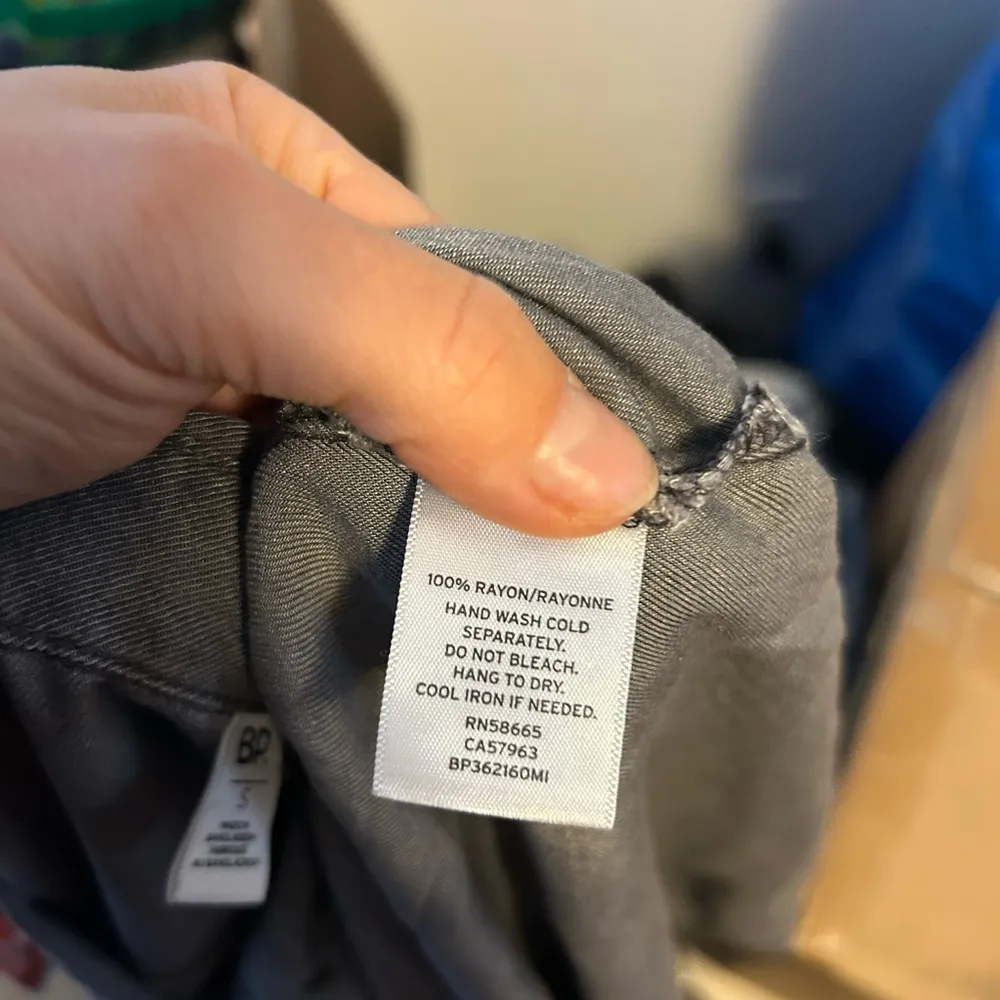 100% RAYON/RAYONNE
HAND WASH COLD
SEPARATELY.
DO NOT BLEACH.
HANG TO DRY.
COOL IRON IF NEEDED.
RN58665
CA57963
BP362160MI
BP.
S